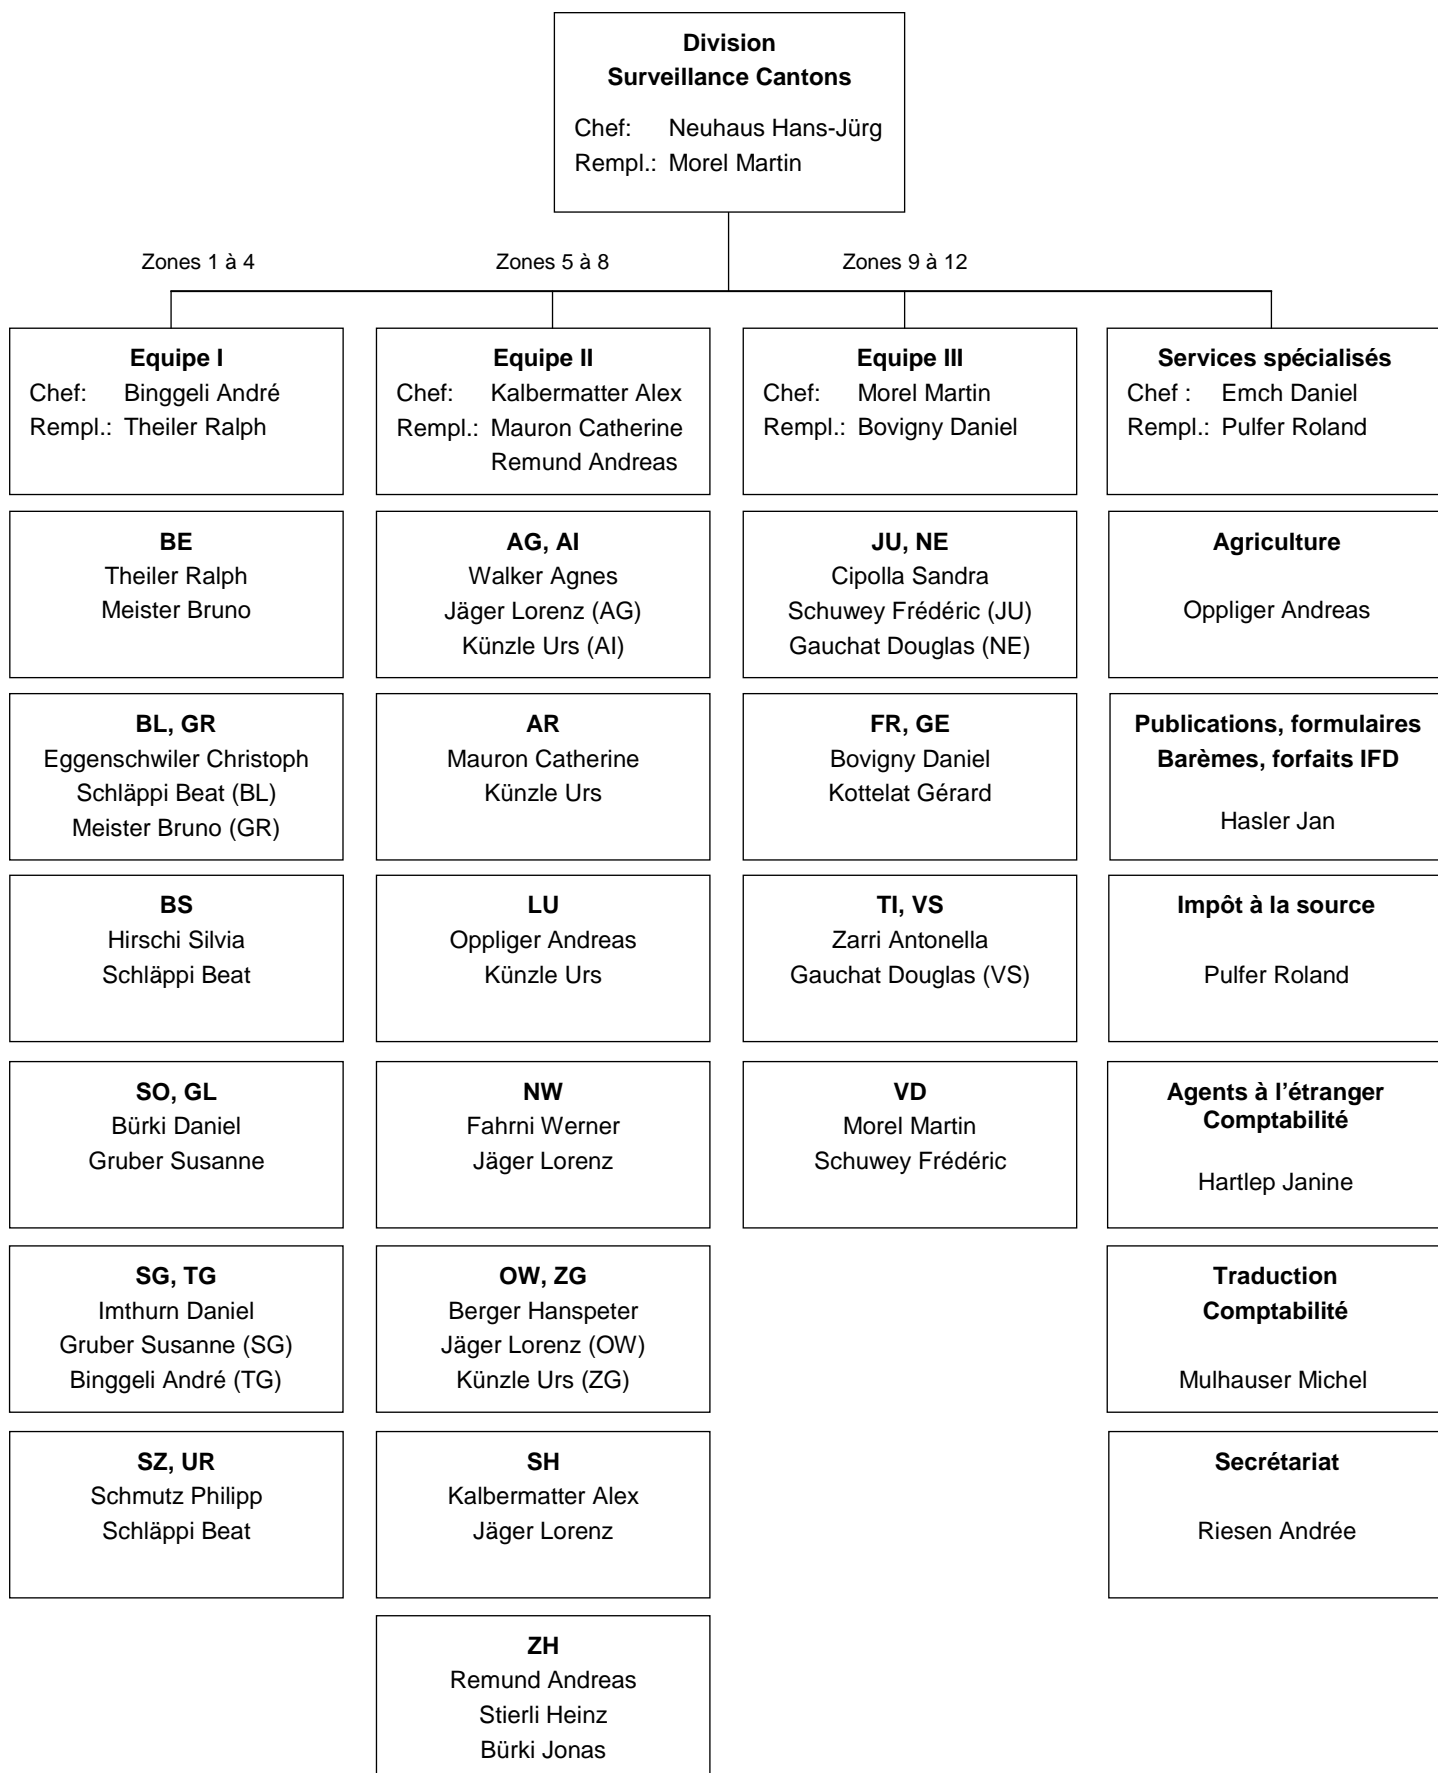 Division
Surveillance Cantons
Chef: Neuhaus Hans-Jürg
Rempl.: Morel Martin
Zones 1 à 4
Zones 5 à 8
Zones 9 à 12
Equipe I
Chef: Binggeli André
Rempl.: Theiler Ralph
BE
Theiler Ralph
Meister Bruno
BL, GR
Eggenschwiler Christoph
Schläppi Beat (BL)
Meister Bruno (GR)
BS
Hirschi Silvia
Schläppi Beat
SO, GL
Bürki Daniel
Gruber Susanne
SG, TG
Imthurn Daniel
Gruber Susanne (SG)
Binggeli André (TG)
SZ, UR
Schmutz Philipp
Schläppi Beat
Equipe II
Chef: Kalbermatter Alex
Rempl.: Mauron Catherine
Remund Andreas
AG, AI
Walker Agnes
Jäger Lorenz (AG)
Künzle Urs (AI)
AR
Mauron Catherine
Künzle Urs
LU
Oppliger Andreas
Künzle Urs
NW
Fahrni Werner
Jäger Lorenz
OW, ZG
Berger Hanspeter
Jäger Lorenz (OW)
Künzle Urs (ZG)
SH
Kalbermatter Alex
Jäger Lorenz
ZH
Remund Andreas
Stierli Heinz
Bürki Jonas
Equipe III
Chef: Morel Martin
Rempl.: Bovigny Daniel
JU, NE
Cipolla Sandra
Schuwey Frédéric (JU)
Gauchat Douglas (NE)
FR, GE
Bovigny Daniel
Kottelat Gérard
TI, VS
Zarri Antonella
Gauchat Douglas (VS)
VD
Morel Martin
Schuwey Frédéric
Services spécialisés
Chef : Emch Daniel
Rempl.: Pulfer Roland
Agriculture
Oppliger Andreas
Publications, formulaires
Barèmes, forfaits IFD
Hasler Jan
Impôt à la source
Pulfer Roland
Agents à l’étranger
Comptabilité
Hartlep Janine
Traduction
Comptabilité
Mulhauser Michel
Secrétariat
Riesen Andrée